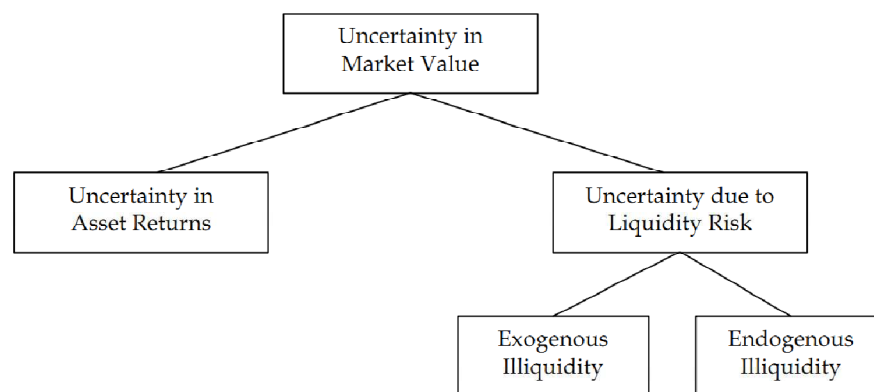 Uncertainty in
Market Value
Uncertainty in
Asset Returns
Uncertainty due to
Liquidity Risk
Exogenous
Illiquidity
Endogenous
Illiquidity